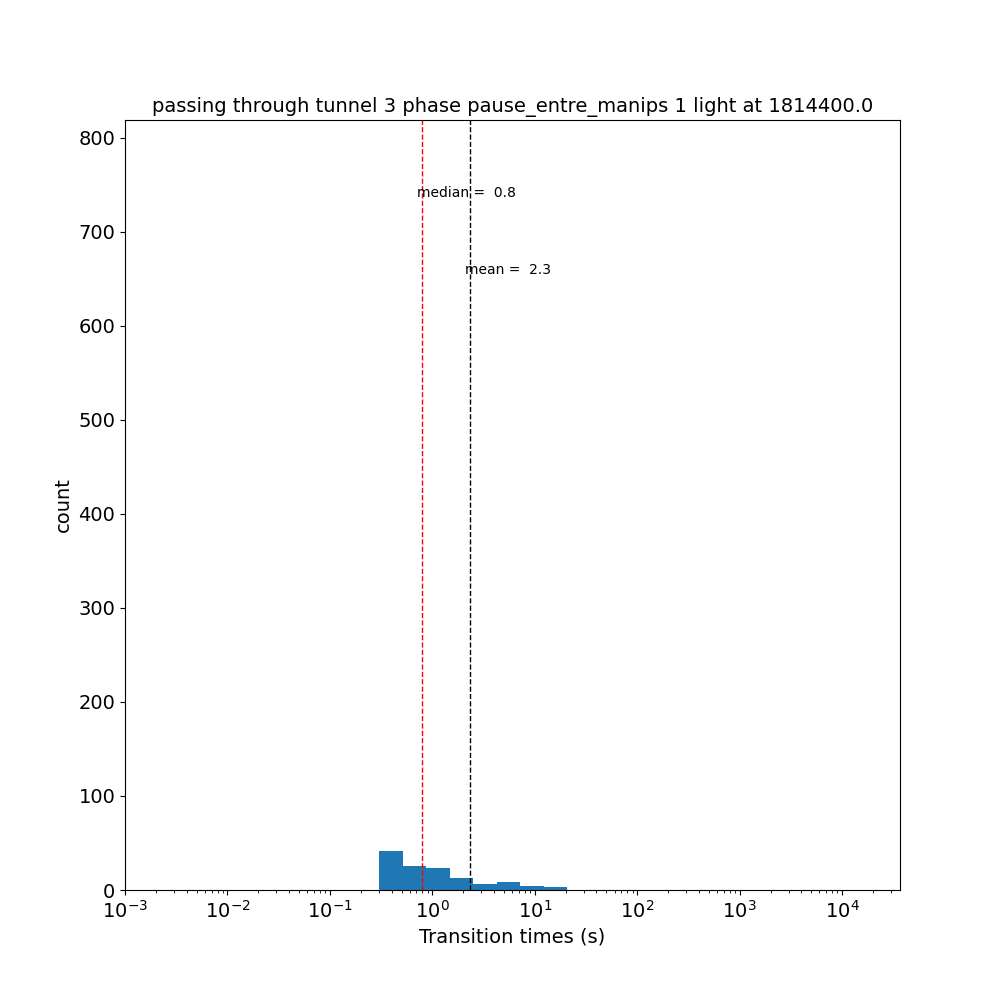 passing through tunnel 3 phase pause_entre_manips 1 light at 1814400.0
800
median =  0.8
700
mean =  2.3
600
500
400
300
200
100
0
count
10⁻³ 10⁻² 10⁻¹ 10⁰ 10¹ 10² 10³ 10⁴
Transition times (s)